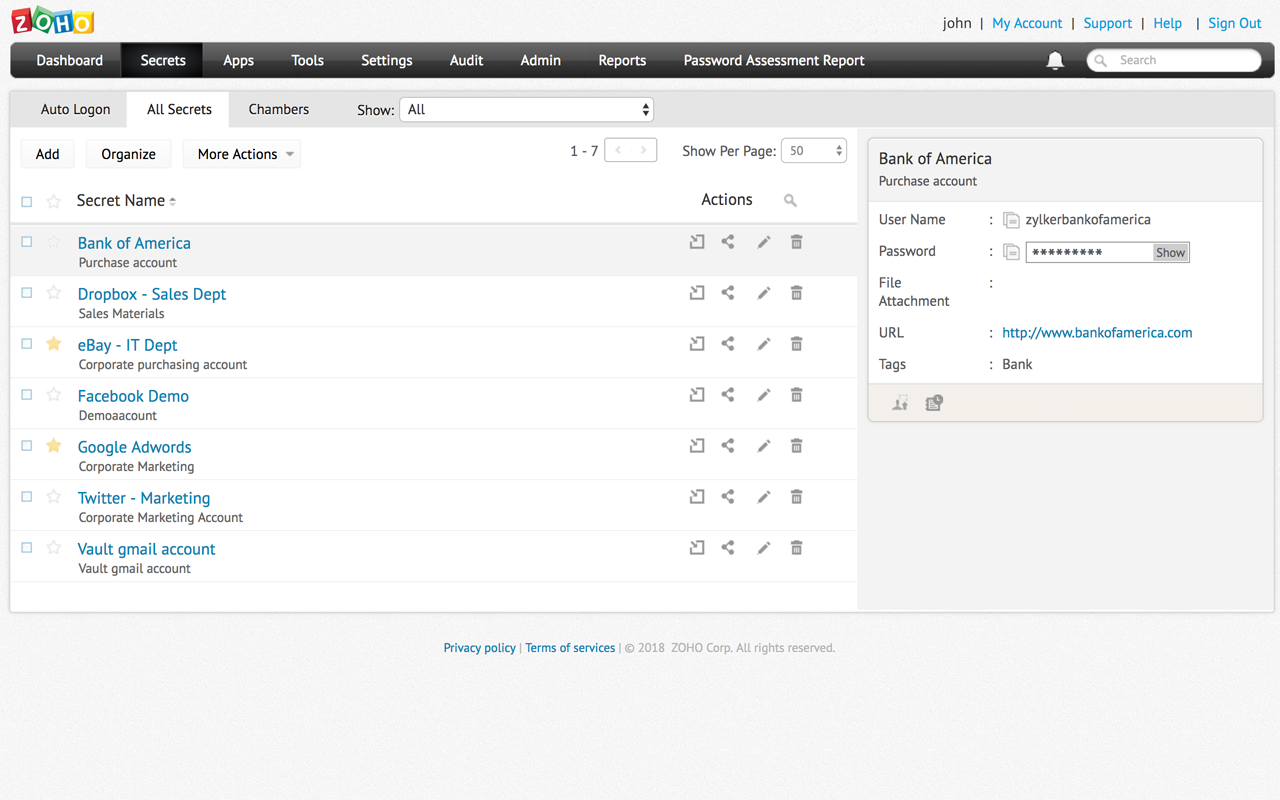 ZOHO
john | My Account | Support | Help | Sign Out
Dashboard Secrets Apps Tools Settings Audit Admin Reports Password Assessment Report Search
Auto Logon All Secrets Chambers Show: All
Add Organize More Actions 1 - 7 Show Per Page: 50
Secret Name Actions
Bank of America
Purchase account
Dropbox - Sales Dept
Sales Materials
eBay - IT Dept
Corporate purchasing account
Facebook Demo
Demoaacount
Google Adwords
Corporate Marketing
Twitter - Marketing
Corporate Marketing Account
Vault gmail account
Vault gmail account
Bank of America
Purchase account
User Name : zylkerbankofamerica
Password : ********* Show
File
Attachment :
URL : http://www.bankofamerica.com
Tags : Bank
Privacy policy | Terms of services | © 2018 ZOHO Corp. All rights reserved.